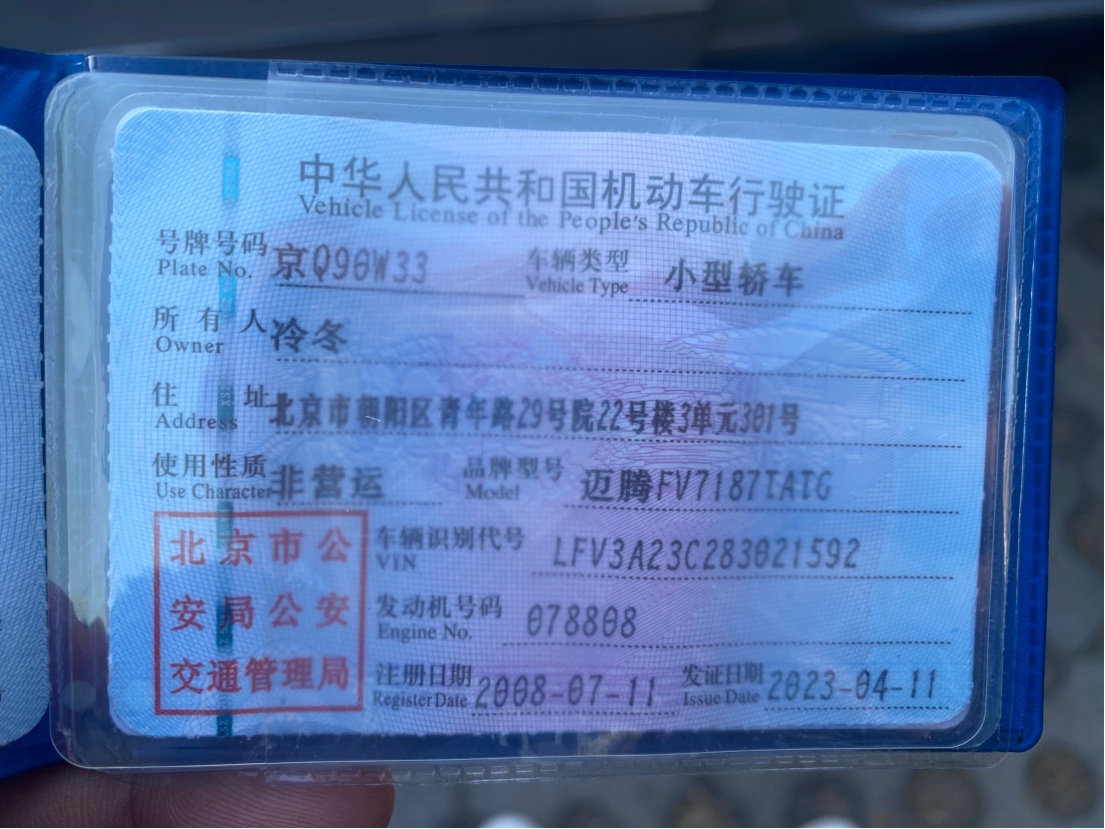 中华人民共和国机动车行驶证
Vehicle License of the People's Republic of China
号牌号码 京Q90W33 车辆类型 小型轿车
Plate No. Vehicle Type
所有人 冷冬
Owner
住址 北京市朝阳区青年路29号院22号楼3单元301号
Address
使用性质 非营运 品牌型号 迈腾FV7187TATG
Use Character Model
北京市公 车辆识别代号 LFV3A23C283021592
VIN
安局公安 发动机号码 078808
Engine No.
交通管理局 注册日期 2008-07-11 发证日期 2023-04-11
Register Date Issue Date